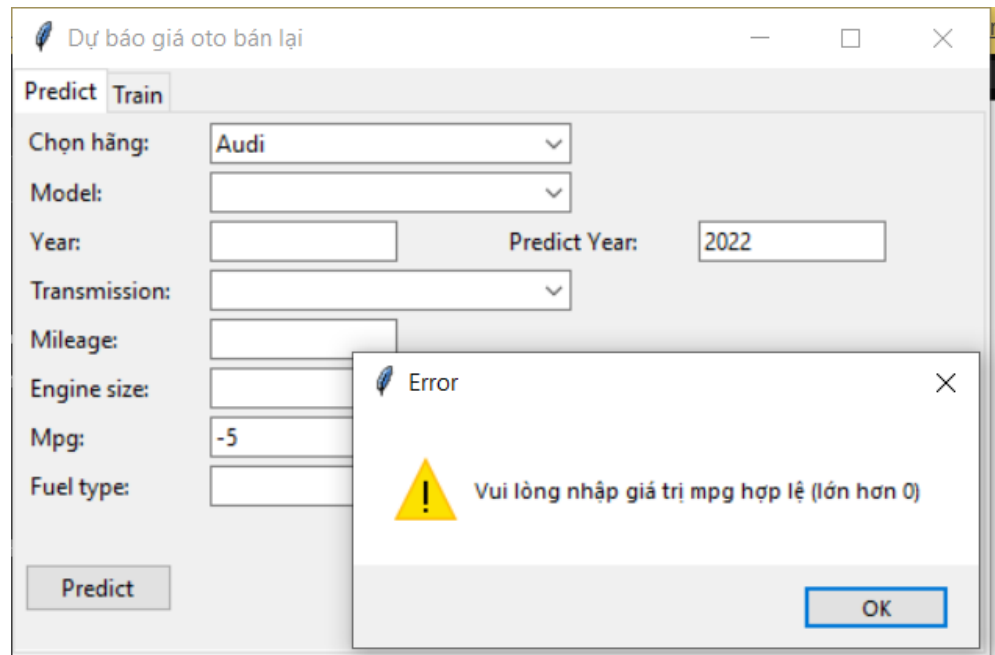 Dự báo giá oto bán lại
Predict Train
Chọn hãng: Audi
Model:
Year: Predict Year: 2022
Transmission:
Mileage:
Engine size:
Mpg: -5
Fuel type:
Predict
Error
Vui lòng nhập giá trị mpg hợp lệ (lớn hơn 0)
OK